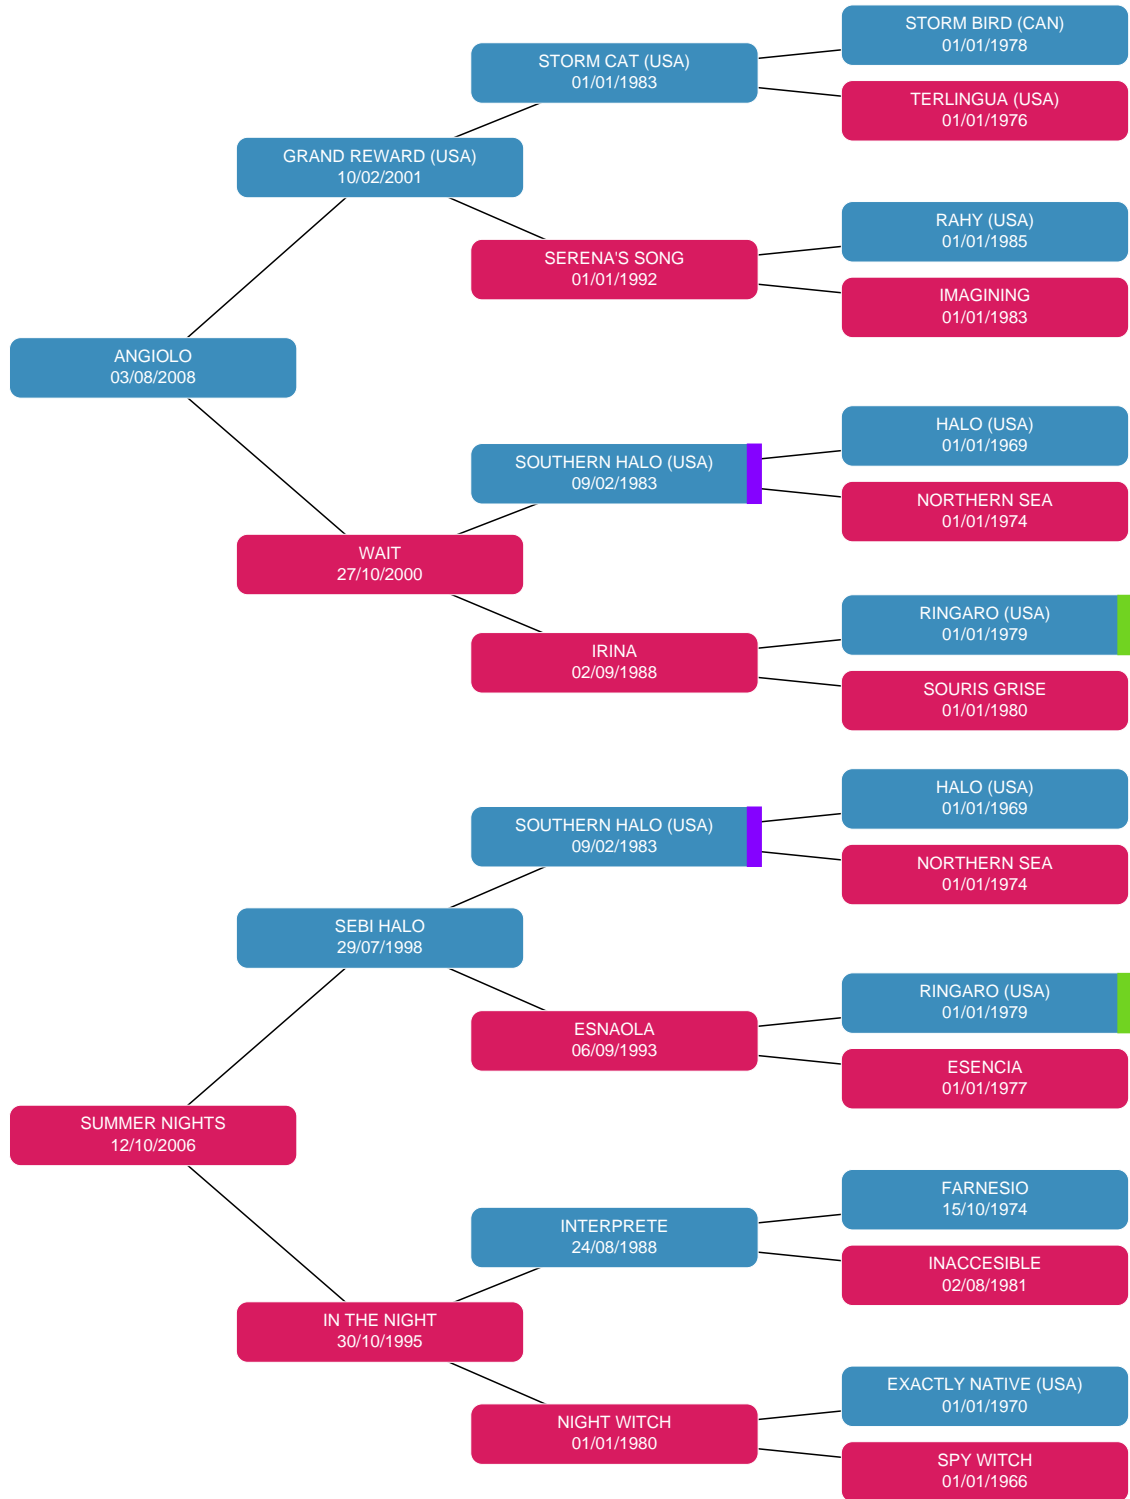 STORM BIRD (CAN)
01/01/1978
STORM CAT (USA)
01/01/1983
TERLINGUA (USA)
01/01/1976
GRAND REWARD (USA)
10/02/2001
RAHY (USA)
01/01/1985
SERENA'S SONG
01/01/1992
IMAGINING
01/01/1983
ANGIOLO
03/08/2008
HALO (USA)
01/01/1969
SOUTHERN HALO (USA)
09/02/1983
NORTHERN SEA
01/01/1974
WAIT
27/10/2000
RINGARO (USA)
01/01/1979
IRINA
02/09/1988
SOURIS GRISE
01/01/1980
HALO (USA)
01/01/1969
SOUTHERN HALO (USA)
09/02/1983
NORTHERN SEA
01/01/1974
SEBI HALO
29/07/1998
RINGARO (USA)
01/01/1979
ESNAOLA
06/09/1993
ESENCIA
01/01/1977
SUMMER NIGHTS
12/10/2006
FARNESIO
15/10/1974
INTERPRETE
24/08/1988
INACCESIBLE
02/08/1981
IN THE NIGHT
30/10/1995
EXACTLY NATIVE (USA)
01/01/1970
NIGHT WITCH
01/01/1980
SPY WITCH
01/01/1966